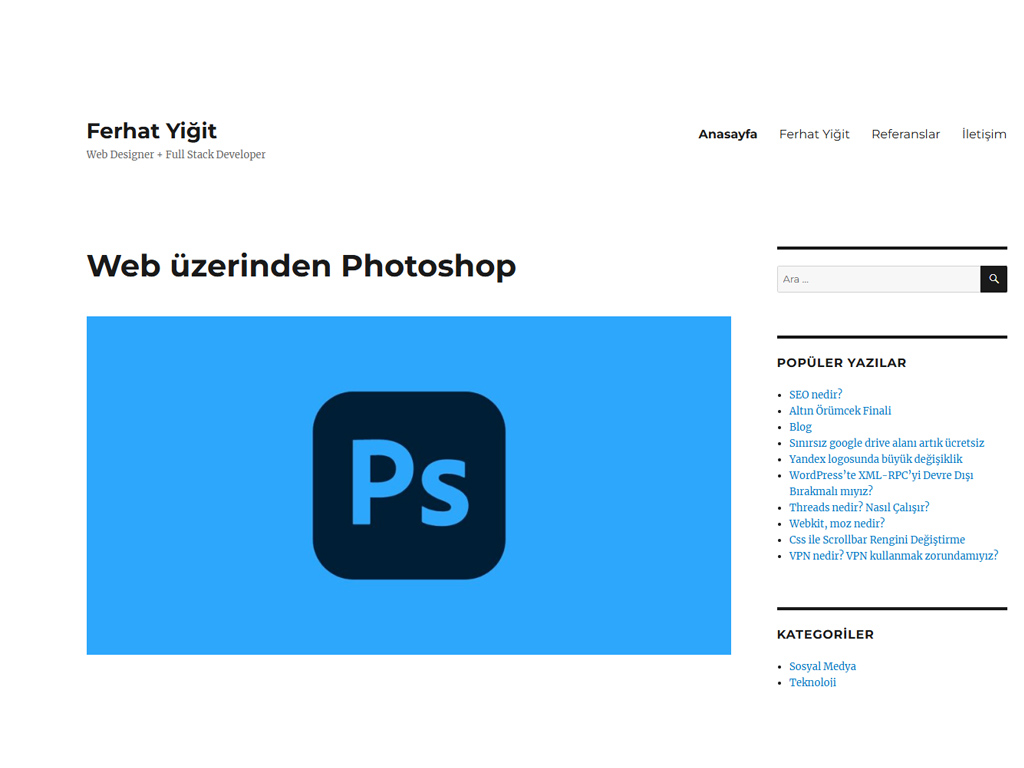 Ferhat Yiğit
Web Designer + Full Stack Developer
Anasayfa Ferhat Yiğit Referanslar İletişim
Web üzerinden Photoshop
Ps
Ara ...
POPÜLER YAZILAR
SEO nedir?
Altın Örümcek Finali
Blog
Sınırsız google drive alanı artık ücretsiz
Yandex logosunda büyük değişiklik
WordPress’te XML-RPC’yi Devre Dışı
Bırakmalı mıyız?
Threads nedir? Nasıl Çalışır?
Webkit, moz nedir?
Css ile Scrollbar Rengini Değiştirme
VPN nedir? VPN kullanmak zorundamıyız?
KATEGORİLER
Sosyal Medya
Teknoloji